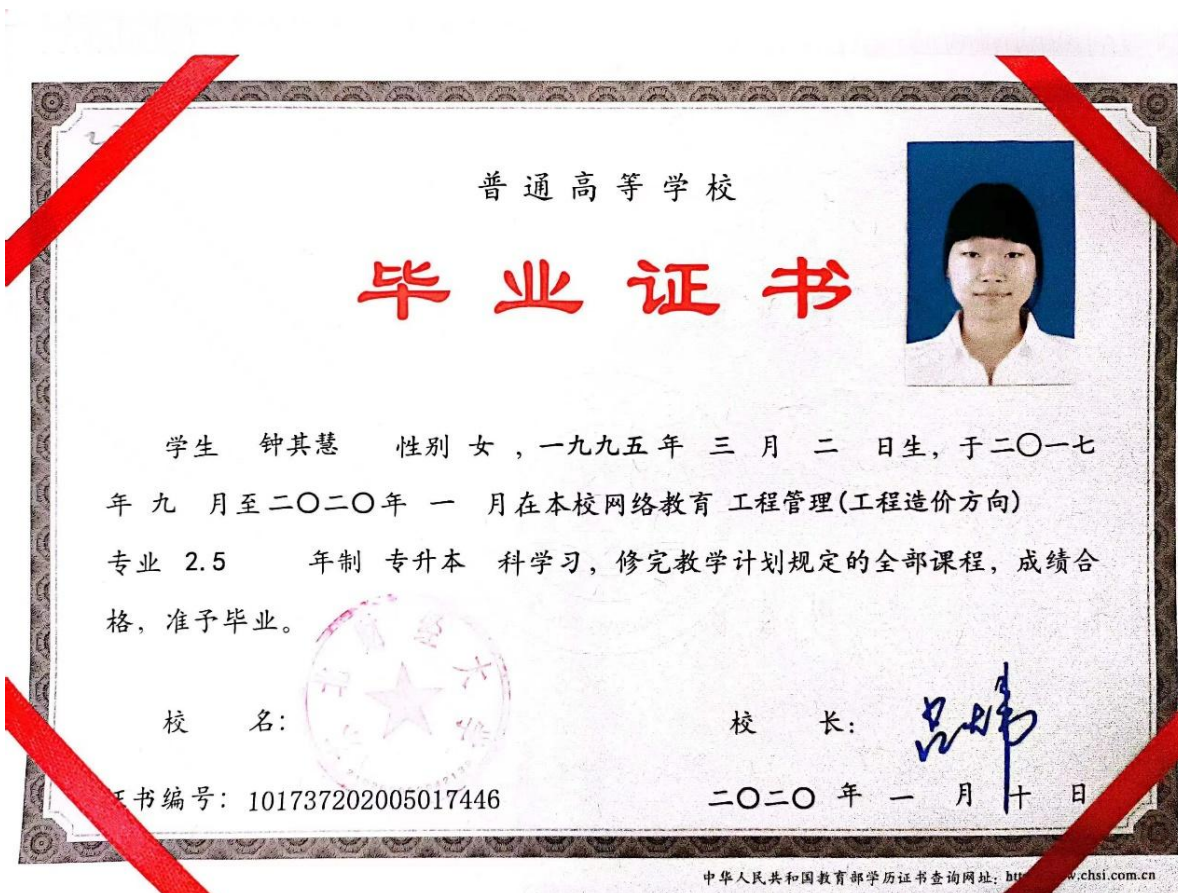 普通高等学校
毕业证书
学生 钟其慧 性别 女 ，一九九五 年 三 月 二 日生，于二〇一七
年 九 月至二〇二〇年 一 月在本校网络教育 工程管理(工程造价方向)
专业 2.5 年制 专升本 科学习，修完教学计划规定的全部课程，成绩合
格，准予毕业。
校 名：
校 长：
书编号：101737202005017446
二〇二〇 年 一 月 十 日
中华人民共和国教育部学历证书查询网址：
.chsi.com.cn